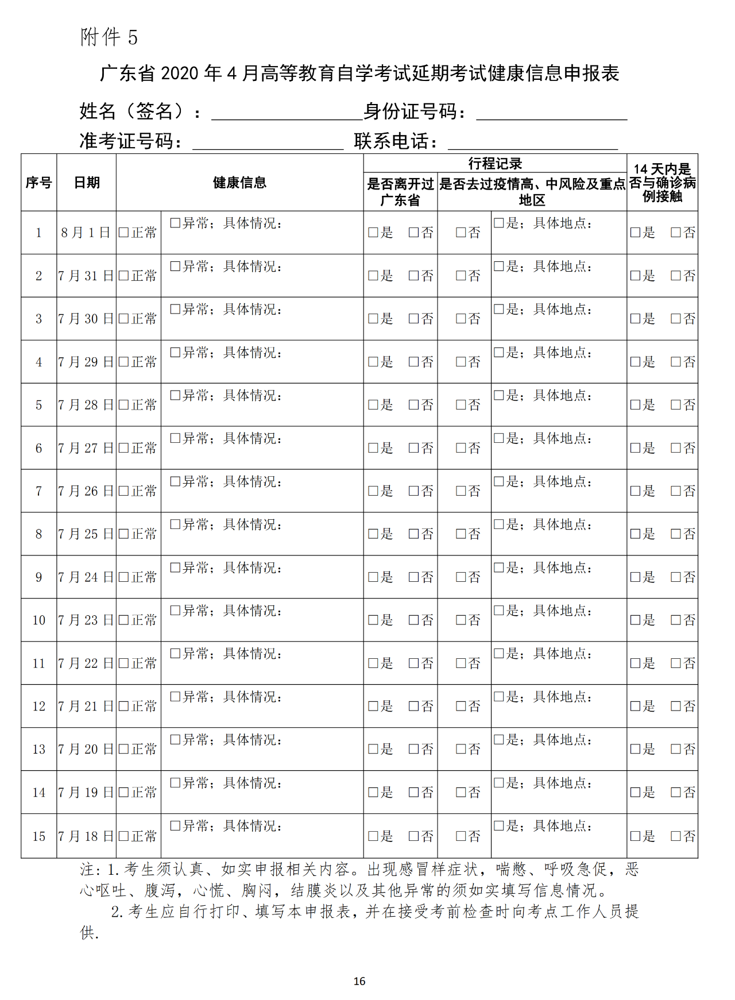 附件 5
广东省 2020 年 4 月高等教育自学考试延期考试健康信息申报表
姓名（签名）：________________身份证号码：________________
准考证号码：________________ 联系电话：__________________
序号 日期 健康信息 行程记录 14 天内是否与确诊病例接触
是否离开过广东省 是否去过疫情高、中风险及重点地区
1 8 月 1 日 □正常 □异常；具体情况： □是 □否 □否 □是；具体地点： □是 □否
2 7 月 31 日 □正常 □异常；具体情况： □是 □否 □否 □是；具体地点： □是 □否
3 7 月 30 日 □正常 □异常；具体情况： □是 □否 □否 □是；具体地点： □是 □否
4 7 月 29 日 □正常 □异常；具体情况： □是 □否 □否 □是；具体地点： □是 □否
5 7 月 28 日 □正常 □异常；具体情况： □是 □否 □否 □是；具体地点： □是 □否
6 7 月 27 日 □正常 □异常；具体情况： □是 □否 □否 □是；具体地点： □是 □否
7 7 月 26 日 □正常 □异常；具体情况： □是 □否 □否 □是；具体地点： □是 □否
8 7 月 25 日 □正常 □异常；具体情况： □是 □否 □否 □是；具体地点： □是 □否
9 7 月 24 日 □正常 □异常；具体情况： □是 □否 □否 □是；具体地点： □是 □否
10 7 月 23 日 □正常 □异常；具体情况： □是 □否 □否 □是；具体地点： □是 □否
11 7 月 22 日 □正常 □异常；具体情况： □是 □否 □否 □是；具体地点： □是 □否
12 7 月 21 日 □正常 □异常；具体情况： □是 □否 □否 □是；具体地点： □是 □否
13 7 月 20 日 □正常 □异常；具体情况： □是 □否 □否 □是；具体地点： □是 □否
14 7 月 19 日 □正常 □异常；具体情况： □是 □否 □否 □是；具体地点： □是 □否
15 7 月 18 日 □正常 □异常；具体情况： □是 □否 □否 □是；具体地点： □是 □否
注：1.考生须认真、如实申报相关内容。出现感冒样症状，喘憋、呼吸急促，恶
心呕吐、腹泻，心慌、胸闷，结膜炎以及其他异常的须如实填写信息情况。
2.考生应自行打印、填写本申报表，并在接受考前检查时向考点工作人员提
供.
16